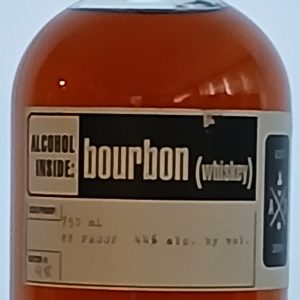 ALCOHOL
INSIDE:
bourbon (whiskey)
750 ml
88 PROOF 44% alc. by vol.